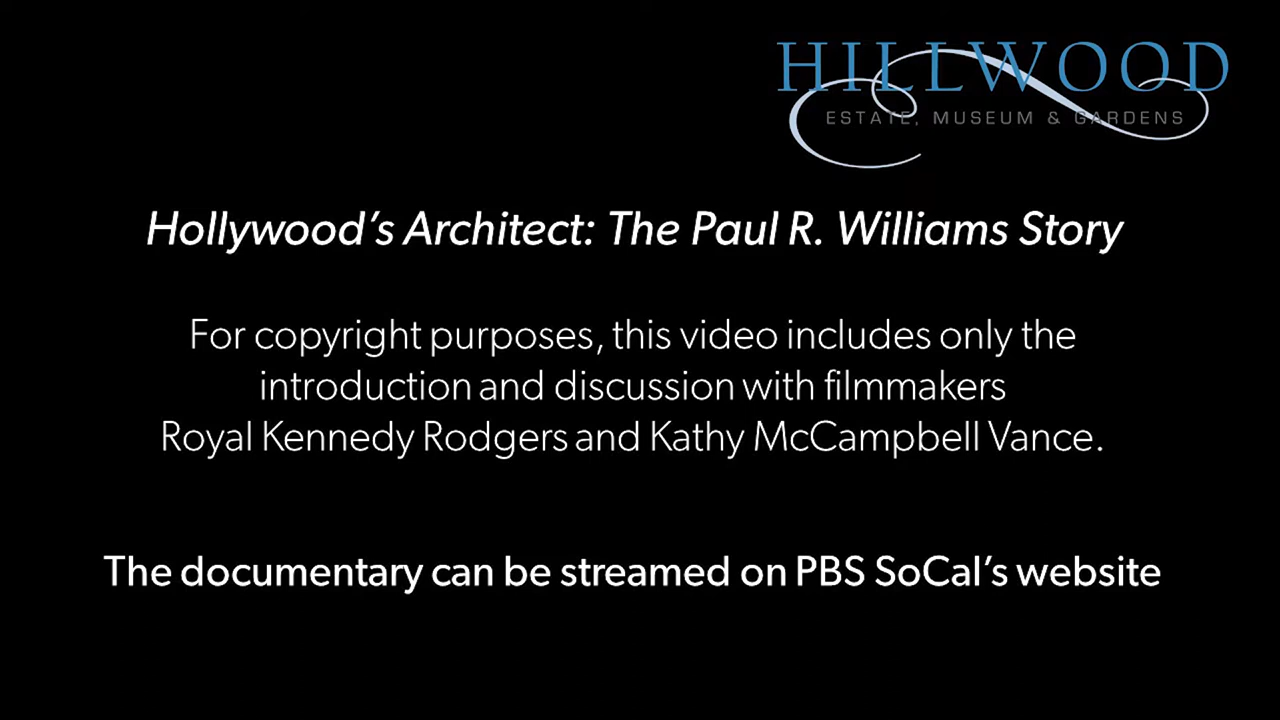 HILLWOOD
ESTATE, MUSEUM & GARDENS
Hollywood’s Architect: The Paul R. Williams Story
For copyright purposes, this video includes only the
introduction and discussion with filmmakers
Royal Kennedy Rodgers and Kathy McCampbell Vance.
The documentary can be streamed on PBS SoCal’s website